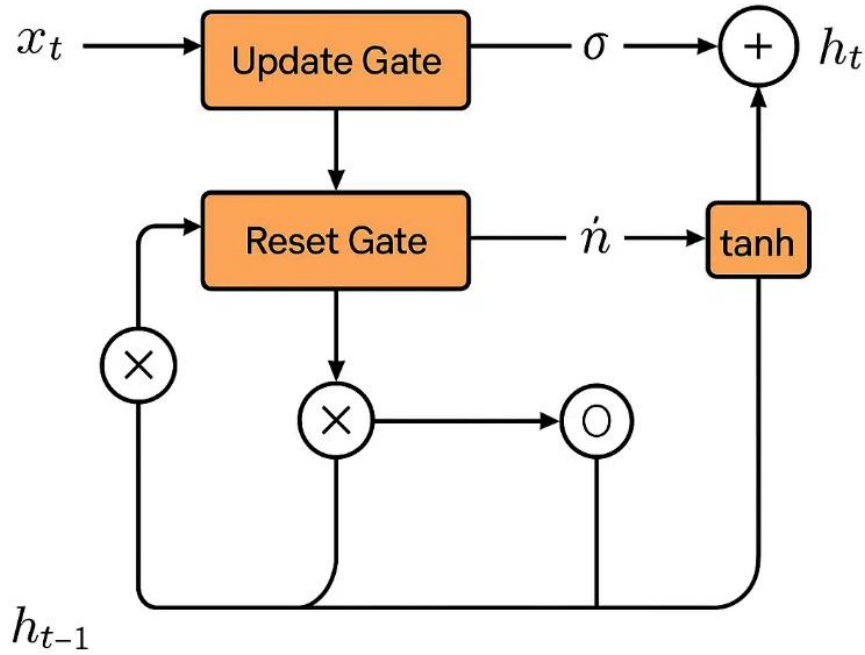 x_t
Update Gate
σ
+
h_t
Reset Gate
ṅ
tanh
×
×
O
h_{t−1}